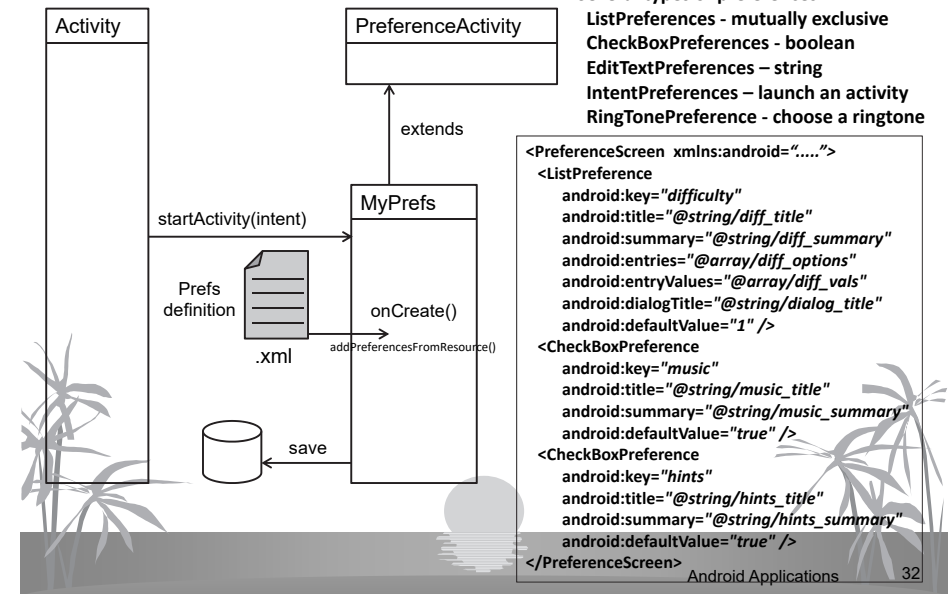 Activity
PreferenceActivity
ListPreferences - mutually exclusive
CheckBoxPreferences - boolean
EditTextPreferences – string
IntentPreferences – launch an activity
RingTonePreference - choose a ringtone
extends
MyPrefs
startActivity(intent)
Prefs
definition
.xml
onCreate()
addPreferencesFromResource()
save
<PreferenceScreen xmlns:android=“.....”>
<ListPreference
android:key="difficulty"
android:title="@string/diff_title"
android:summary="@string/diff_summary"
android:entries="@array/diff_options"
android:entryValues="@array/diff_vals"
android:dialogTitle="@string/dialog_title"
android:defaultValue="1" />
<CheckBoxPreference
android:key="music"
android:title="@string/music_title"
android:summary="@string/music_summary"
android:defaultValue="true" />
<CheckBoxPreference
android:key="hints"
android:title="@string/hints_title"
android:summary="@string/hints_summary"
android:defaultValue="true" />
</PreferenceScreen>
Android Applications 32